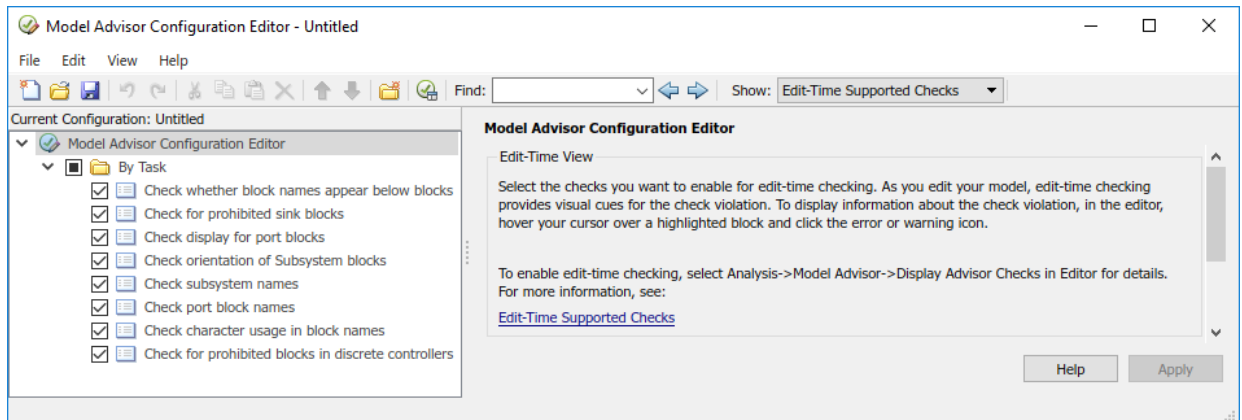 Model Advisor Configuration Editor - Untitled
File Edit View Help
Find: Show: Edit-Time Supported Checks
Current Configuration: Untitled
Model Advisor Configuration Editor
By Task
Check whether block names appear below blocks
Check for prohibited sink blocks
Check display for port blocks
Check orientation of Subsystem blocks
Check subsystem names
Check port block names
Check character usage in block names
Check for prohibited blocks in discrete controllers
Model Advisor Configuration Editor
Edit-Time View
Select the checks you want to enable for edit-time checking. As you edit your model, edit-time checking
provides visual cues for the check violation. To display information about the check violation, in the editor,
hover your cursor over a highlighted block and click the error or warning icon.
To enable edit-time checking, select Analysis->Model Advisor->Display Advisor Checks in Editor for details.
For more information, see:
Edit-Time Supported Checks
Help Apply